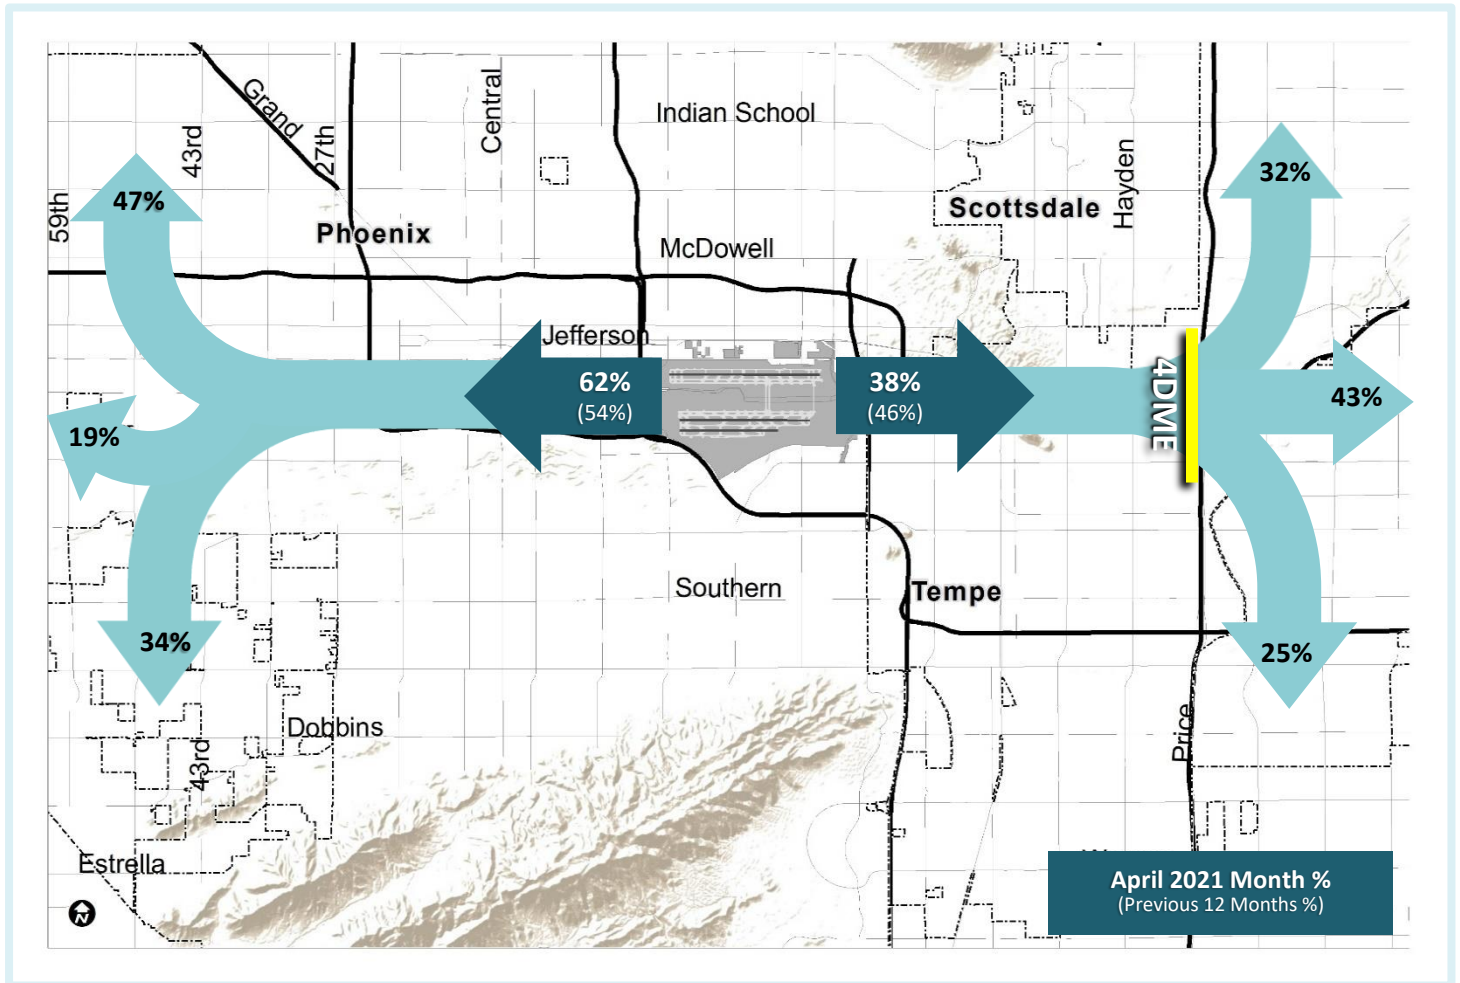 Central
Hayden
Grand
Indian School
43rd
27th
32%
47%
59th
Scottsdale
Phoenix
McDowell
Jefferson
62%
(54%)
38%
(46%)
4DME
43%
19%
Southern
Tempe
34%
25%
Dobbins
Price
43rd
Estrella
April 2021 Month %
(Previous 12 Months %)
N